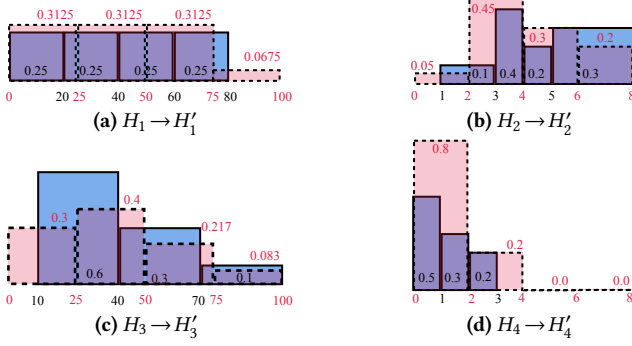 0.3125 0.3125 0.3125
0.0675
0.25 0.25 0.25 0.25
0 20 25 40 50 60 75 80 100
(a) H₁ → H′₁
0.45
0.3 0.2
0.05
0.1 0.4 0.2 0.3
0 1 2 3 4 5 6 8
(b) H₂ → H′₂
0.4
0.3
0.217
0.083
0.6 0.3 0.1
0 10 25 40 50 70 75 100
(c) H₃ → H′₃
0.8
0.2
0.5 0.3 0.2
0.0 0.0
0 1 2 3 4 6 8
(d) H₄ → H′₄